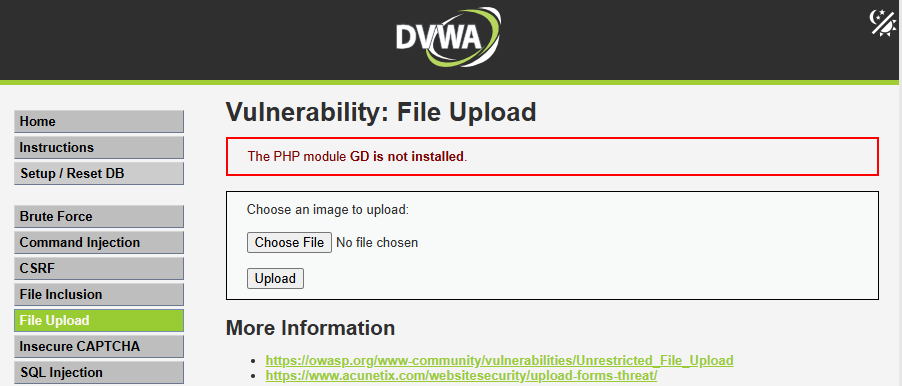 DVWA
Vulnerability: File Upload
Home
Instructions
Setup / Reset DB
Brute Force
Command Injection
CSRF
File Inclusion
File Upload
Insecure CAPTCHA
SQL Injection
The PHP module GD is not installed.
Choose an image to upload:
Choose File No file chosen
Upload
More Information
https://owasp.org/www-community/vulnerabilities/Unrestricted_File_Upload
https://www.acunetix.com/websitesecurity/upload-forms-threat/